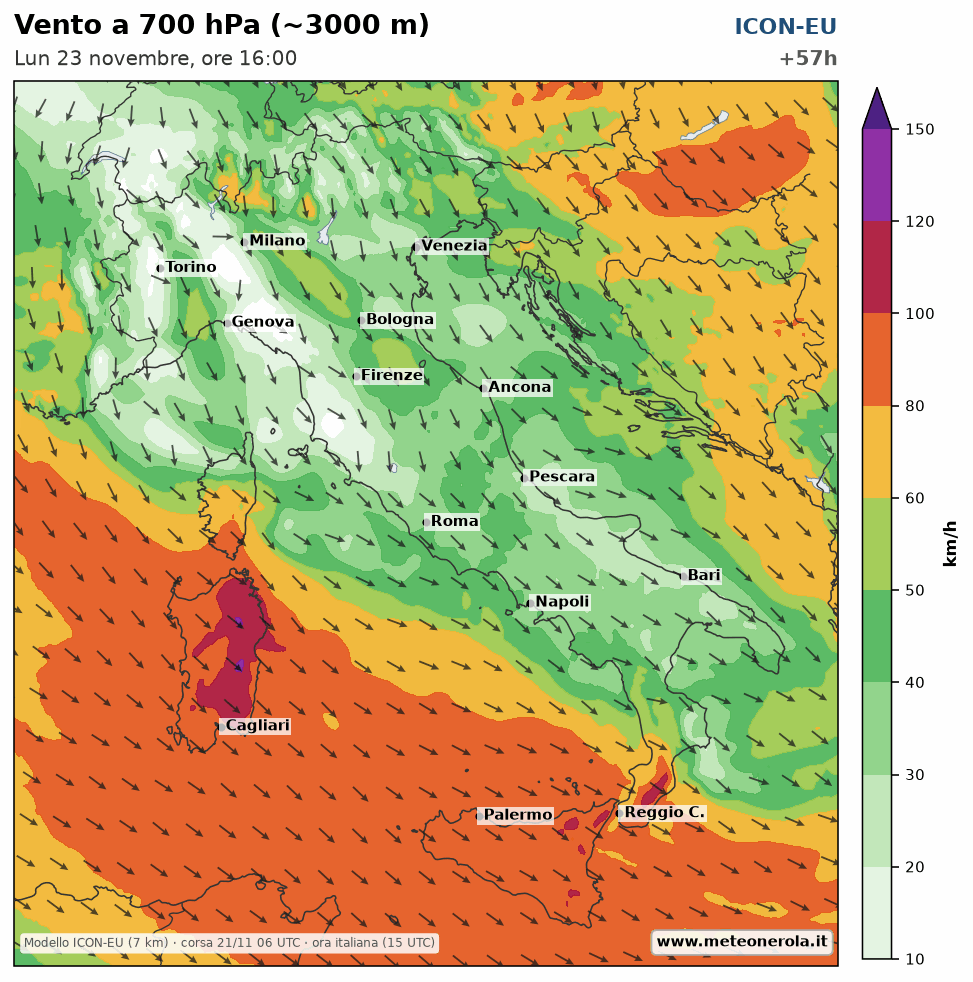 Vento a 700 hPa (~3000 m)
ICON-EU
Lun 23 novembre, ore 16:00
+57h
150
120
Milano
Venezia
Torino
100
Genova
Bologna
Firenze
Ancona
80
Pescara
60
Roma
km/h
Bari
50
Napoli
40
Cagliari
30
Palermo
Reggio C.
20
Modello ICON-EU (7 km) · corsa 21/11 06 UTC · ora italiana (15 UTC)
www.meteonerola.it
10